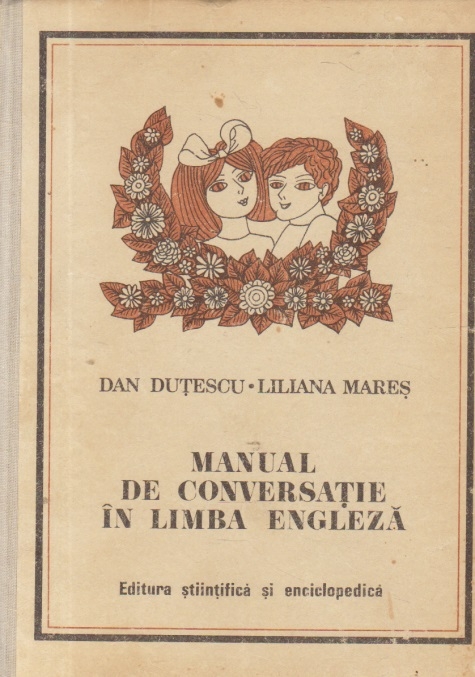 DAN DUȚESCU • LILIANA MAREȘ
MANUAL
DE CONVERSAȚIE
ÎN LIMBA ENGLEZĂ
Editura științifică și enciclopedică